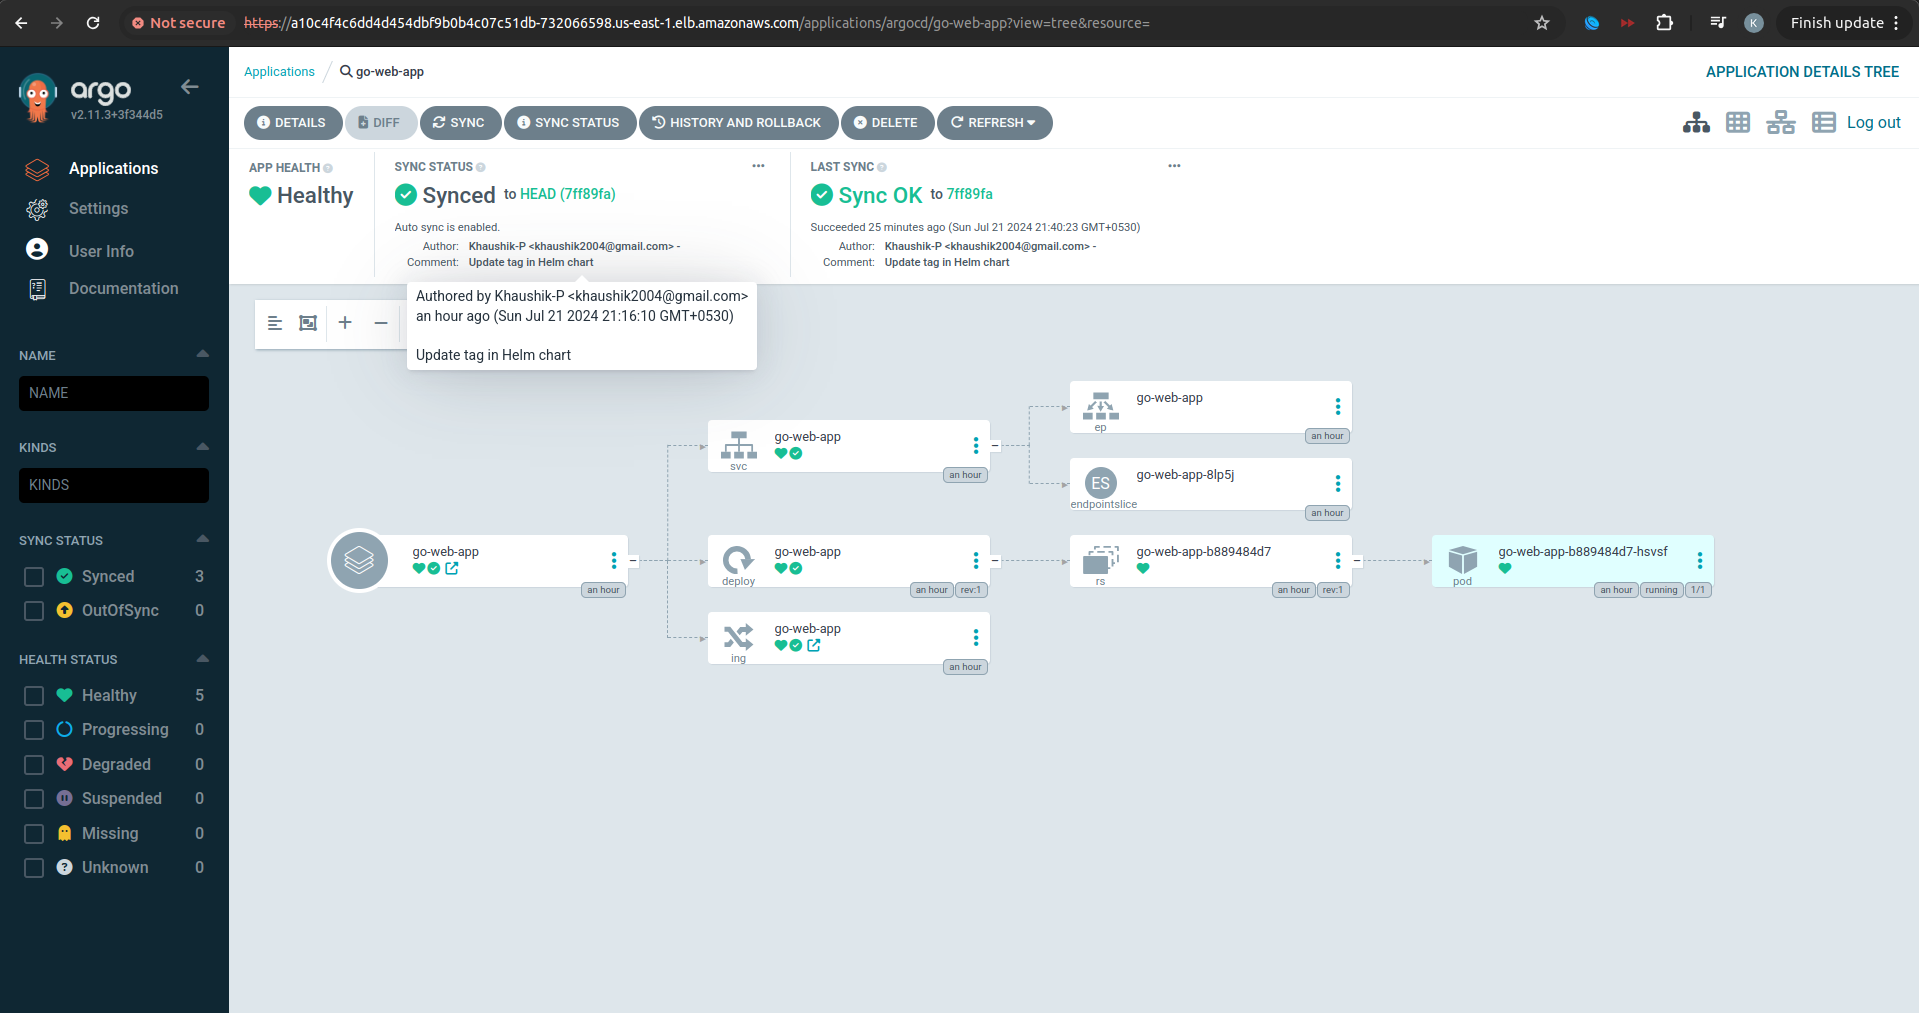 Not secure https://a10c4f4c6dd4d454dbf9b0b4c07c51db-732066598.us-east-1.elb.amazonaws.com/applications/argocd/go-web-app?view=tree&resource= K Finish update
argo
v2.11.3+3f344d5
Applications
Settings
User Info
Documentation
NAME
NAME
KINDS
KINDS
SYNC STATUS
Synced 3
OutOfSync 0
HEALTH STATUS
Healthy 5
Progressing 0
Degraded 0
Suspended 0
Missing 0
Unknown 0
Applications / go-web-app APPLICATION DETAILS TREE
DETAILS DIFF SYNC SYNC STATUS HISTORY AND ROLLBACK DELETE REFRESH Log out
APP HEALTH
Healthy
SYNC STATUS
Synced to HEAD (7ff89fa)
Auto sync is enabled.
Author: Khaushik-P <khaushik2004@gmail.com> -
Comment: Update tag in Helm chart
LAST SYNC
Sync OK to 7ff89fa
Succeeded 25 minutes ago (Sun Jul 21 2024 21:40:23 GMT+0530)
Author: Khaushik-P <khaushik2004@gmail.com> -
Comment: Update tag in Helm chart
Authored by Khaushik-P <khaushik2004@gmail.com>
an hour ago (Sun Jul 21 2024 21:16:10 GMT+0530)
Update tag in Helm chart
go-web-app
an hour
svc
go-web-app
an hour
ep
go-web-app
an hour
ES
endpointslice
go-web-app-8lp5j
an hour
deploy
go-web-app
an hour rev:1
rs
go-web-app-b889484d7
an hour rev:1
pod
go-web-app-b889484d7-hsvsf
an hour running 1/1
ing
go-web-app
an hour